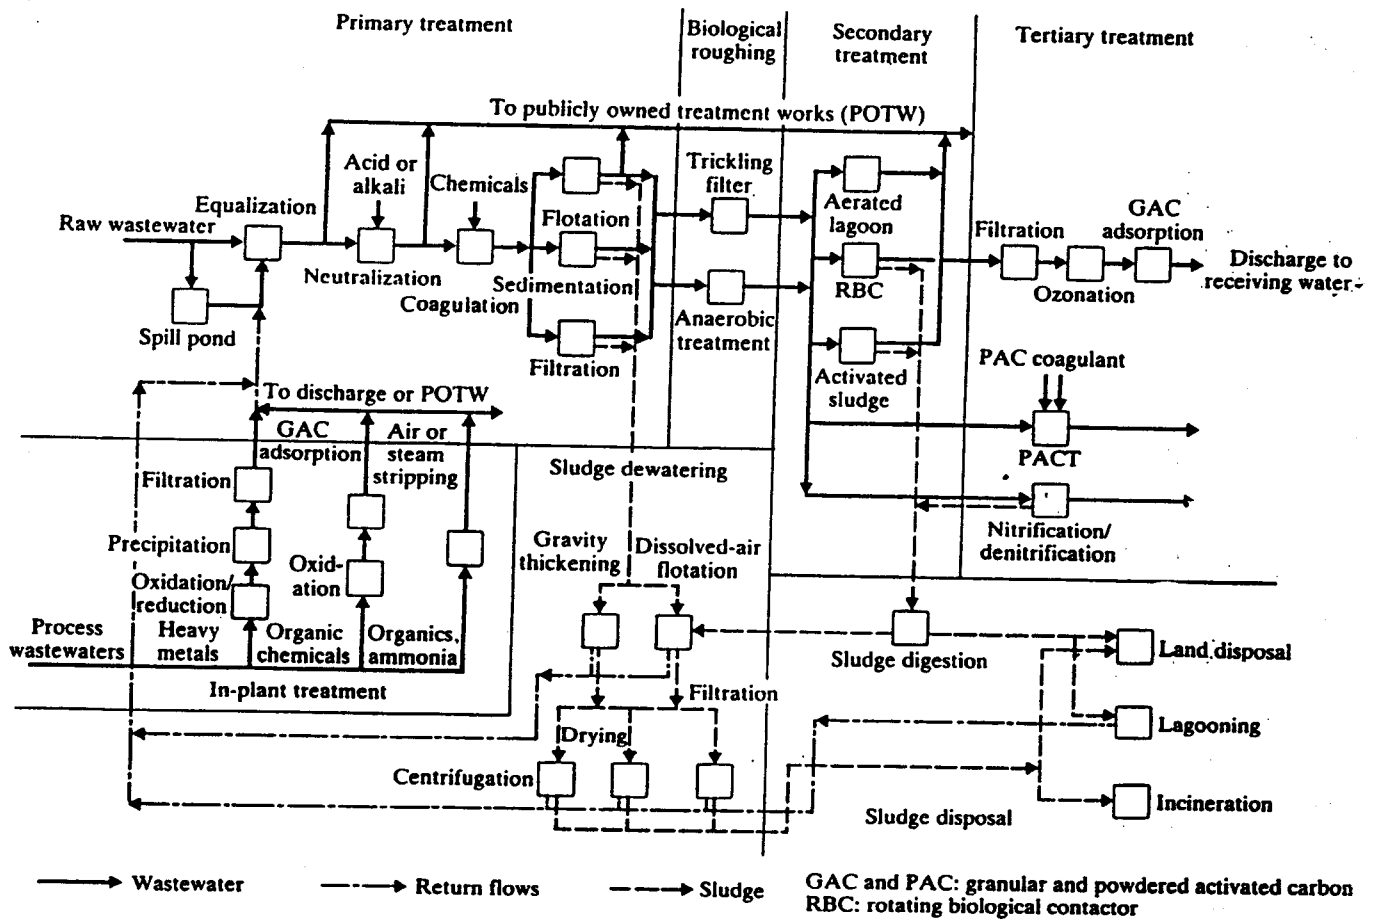 Primary treatment
Biological
roughing
Secondary
treatment
Tertiary treatment
To publicly owned treatment works (POTW)
Acid or
alkali
Chemicals
Trickling
filter
Equalization
Raw wastewater
Flotation
Aerated
lagoon
Filtration
GAC
adsorption
Neutralization
Sedimentation
RBC
Ozonation
Discharge to
receiving water
Coagulation
Spill pond
Anaerobic
treatment
Filtration
Activated
sludge
PAC coagulant
To discharge or POTW
GAC
adsorption
Air or
steam
stripping
PACT
Filtration
Sludge dewatering
Nitrification/
denitrification
Precipitation
Gravity
thickening
Dissolved-air
flotation
Oxidation/
reduction
Oxid-
ation
Process
wastewaters
Heavy
metals
Organic
chemicals
Organics,
ammonia
Sludge digestion
Land disposal
In-plant treatment
Filtration
Lagooning
Drying
Centrifugation
Incineration
Sludge disposal
Wastewater
Return flows
Sludge
GAC and PAC: granular and powdered activated carbon
RBC: rotating biological contactor